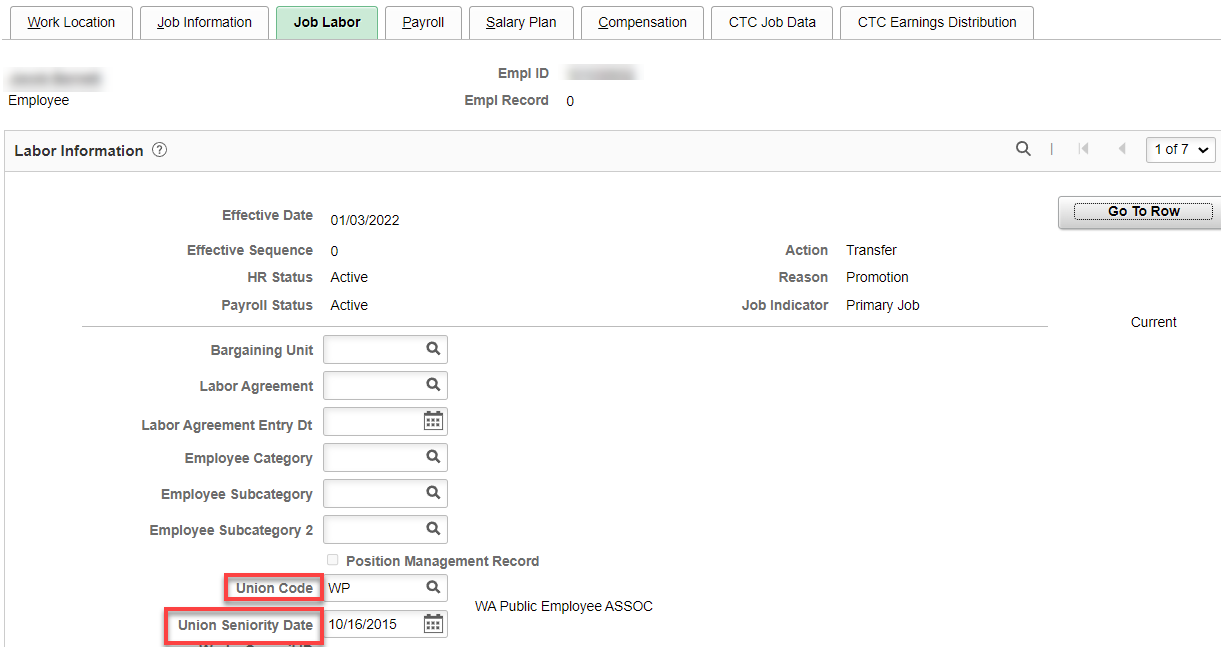 Work Location Job Information Job Labor Payroll Salary Plan Compensation CTC Job Data CTC Earnings Distribution
Empl ID
Employee Empl Record 0
Labor Information ? | 1 of 7
Effective Date 01/03/2022 Go To Row
Effective Sequence 0 Action Transfer
HR Status Active Reason Promotion
Payroll Status Active Job Indicator Primary Job
Current
Bargaining Unit
Labor Agreement
Labor Agreement Entry Dt
Employee Category
Employee Subcategory
Employee Subcategory 2
Position Management Record
Union Code WP
WA Public Employee ASSOC
Union Seniority Date 10/16/2015